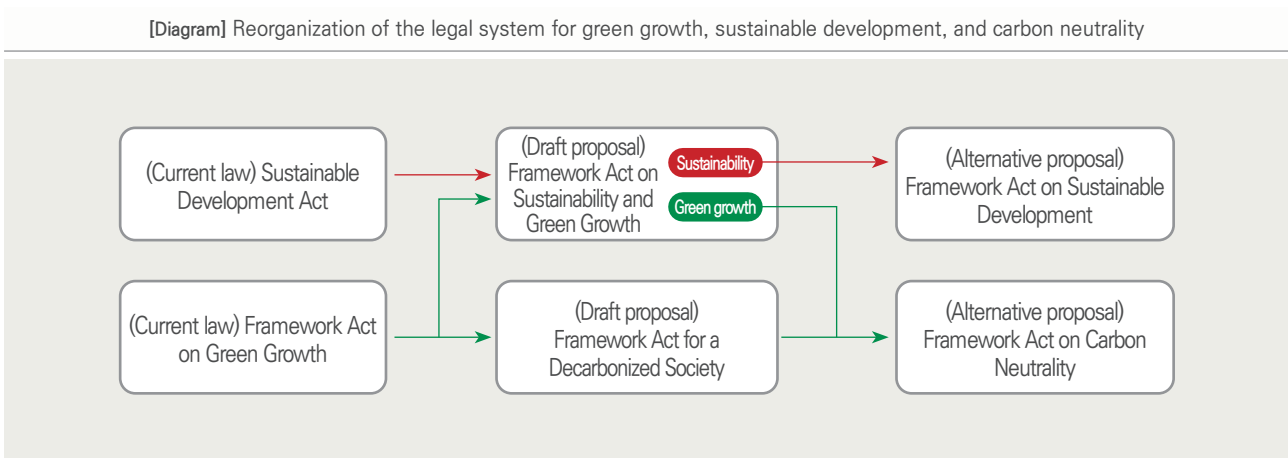 [Diagram] Reorganization of the legal system for green growth, sustainable development, and carbon neutrality
(Current law) Sustainable
Development Act
(Draft proposal)
Framework Act on
Sustainability and
Green Growth
Sustainability
Green growth
(Alternative proposal)
Framework Act on Sustainable
Development
(Current law) Framework Act
on Green Growth
(Draft proposal)
Framework Act for a
Decarbonized Society
(Alternative proposal)
Framework Act on Carbon
Neutrality